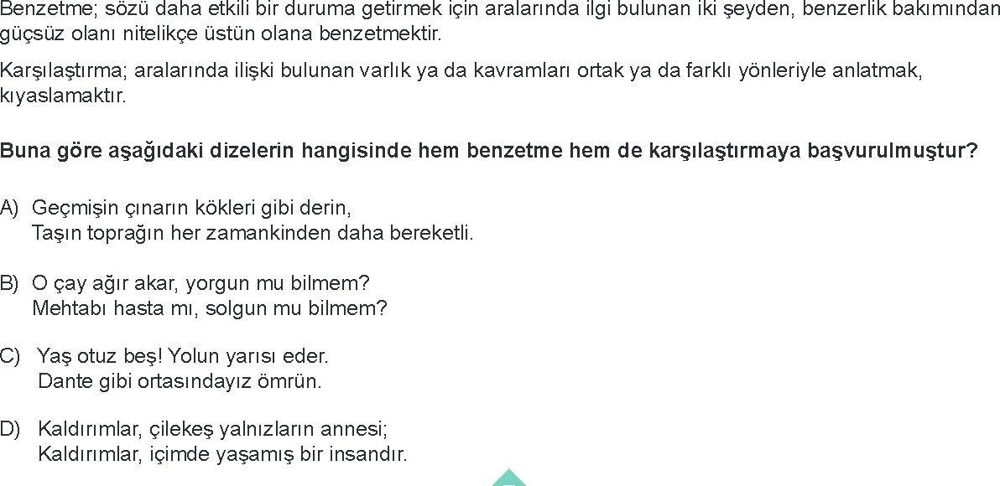 Benzetme; sözü daha etkili bir duruma getirmek için aralarında ilgi bulunan iki şeyden, benzerlik bakımından
güçsüz olanı nitelikçe üstün olana benzetmektir.
Karşılaştırma; aralarında ilişki bulunan varlık ya da kavramları ortak ya da farklı yönleriyle anlatmak,
kıyaslamaktır.
Buna göre aşağıdaki dizelerin hangisinde hem benzetme hem de karşılaştırmaya başvurulmuştur?
A) Geçmişin çınarın kökleri gibi derin,
Taşın toprağın her zamankinden daha bereketli.
B) O çay ağır akar, yorgun mu bilmem?
Mehtabı hasta mı, solgun mu bilmem?
C) Yaş otuz beş! Yolun yarısı eder.
Dante gibi ortasındayız ömrün.
D) Kaldırımlar, çilekeş yalnızların annesi;
Kaldırımlar, içimde yaşamış bir insandır.